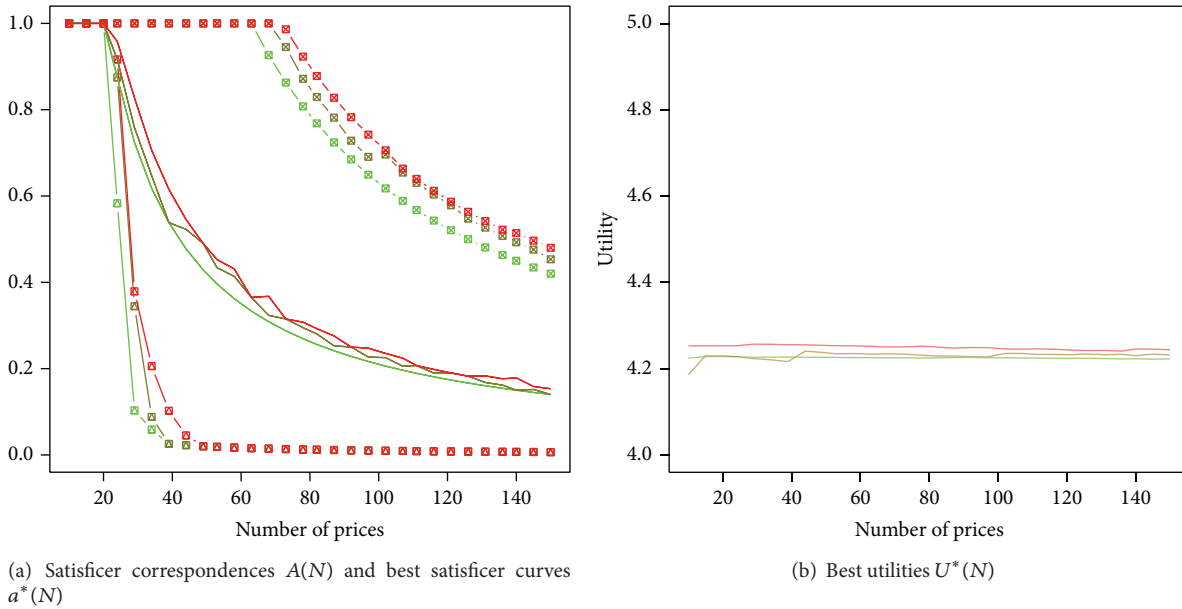 1.0
0.8
0.6
0.4
0.2
0.0
20 40 60 80 100 120 140
Number of prices
(a) Satisficer correspondences A(N) and best satisficer curves
a*(N)
5.0
4.8
4.6
4.4
4.2
4.0
Utility
20 40 60 80 100 120 140
Number of prices
(b) Best utilities U*(N)